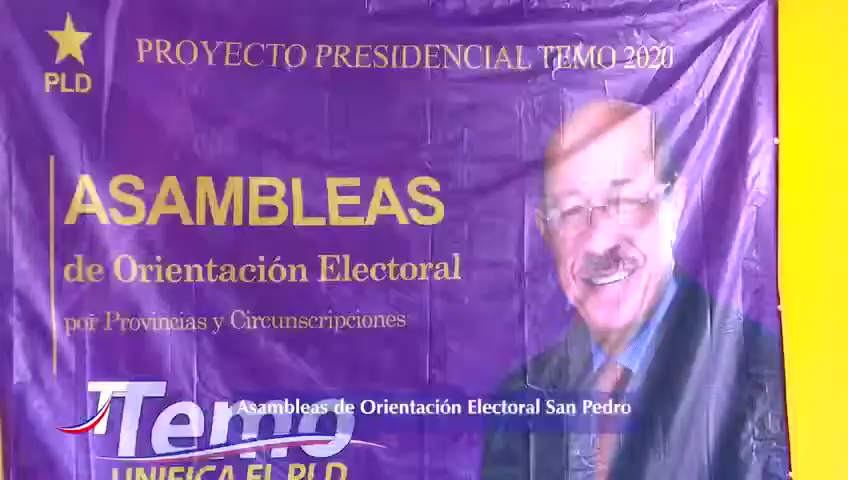 PLD
PROYECTO PRESIDENCIAL TEMO 2020
ASAMBLEAS
de Orientación Electoral
por Provincias y Circunscripciones
Temo
Asambleas de Orientación Electoral San Pedro
UNIFICA EL PLD